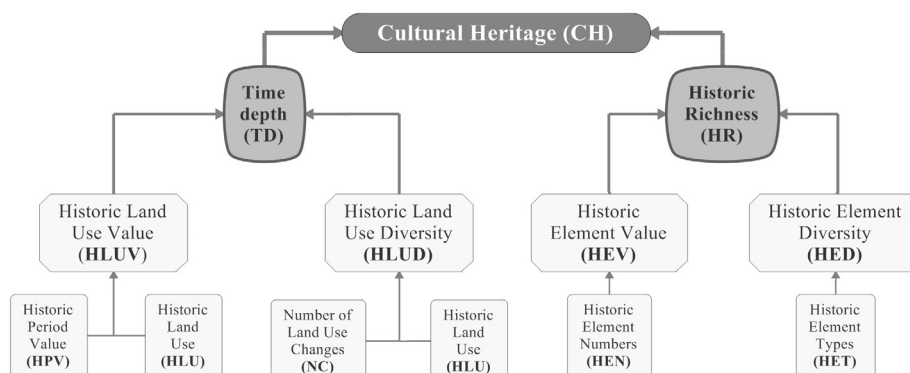 Cultural Heritage (CH)
Time
depth
(TD)
Historic
Richness
(HR)
Historic Land
Use Value
(HLUV)
Historic Land
Use Diversity
(HLUD)
Historic
Element Value
(HEV)
Historic Element
Diversity
(HED)
Historic
Period
Value
(HPV)
Historic
Land
Use
(HLU)
Number of
Land Use
Changes
(NC)
Historic
Land
Use
(HLU)
Historic
Element
Numbers
(HEN)
Historic
Element
Types
(HET)